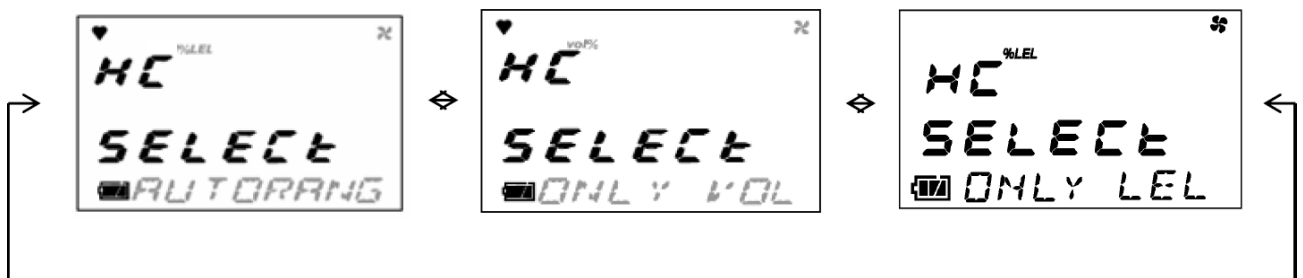 %LEL
HC
SELECt
AUTORANG
vol%
HC
SELECt
ONLY VOL
%LEL
HC
SELECt
ONLY LEL